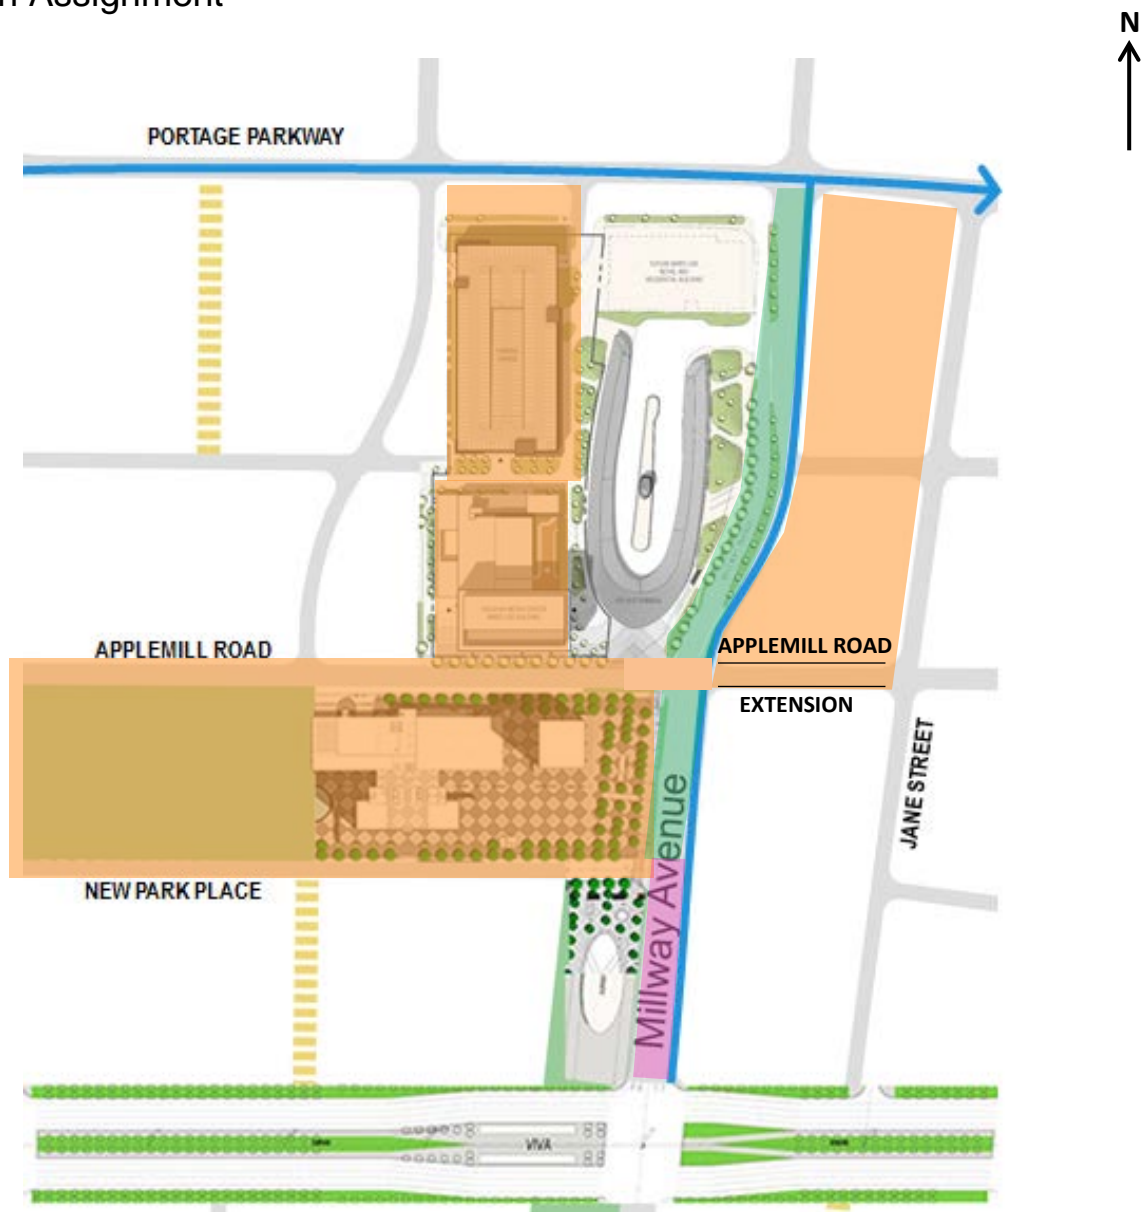 Assignment
N
PORTAGE PARKWAY
APPLEMILL ROAD
APPLEMILL ROAD
EXTENSION
JANE STREET
Millway Avenue
NEW PARK PLACE
VIVA